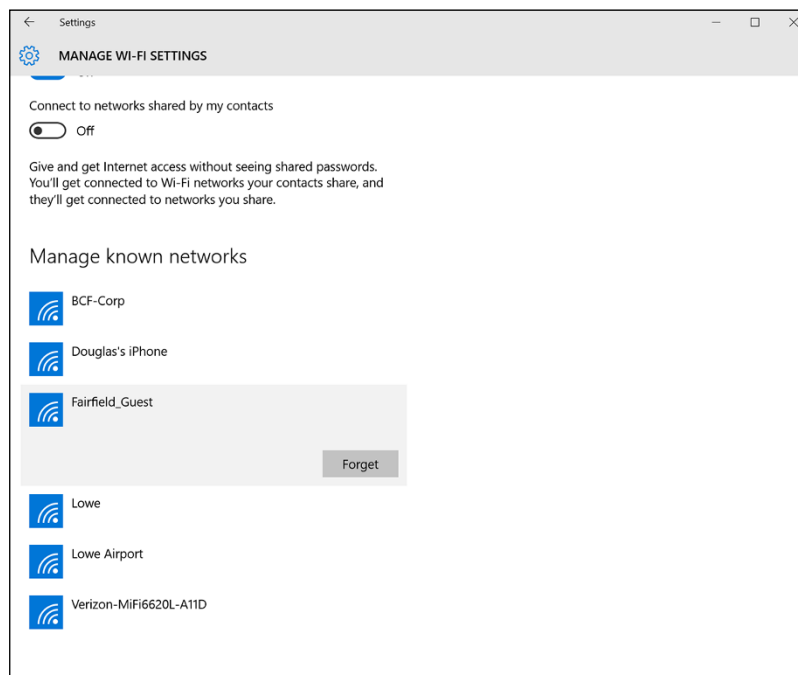 Settings
MANAGE WI-FI SETTINGS
Connect to networks shared by my contacts
Off
Give and get Internet access without seeing shared passwords.
You'll get connected to Wi-Fi networks your contacts share, and
they'll get connected to networks you share.
Manage known networks
BCF-Corp
Douglas's iPhone
Fairfield_Guest
Forget
Lowe
Lowe Airport
Verizon-MiFi6620L-A11D